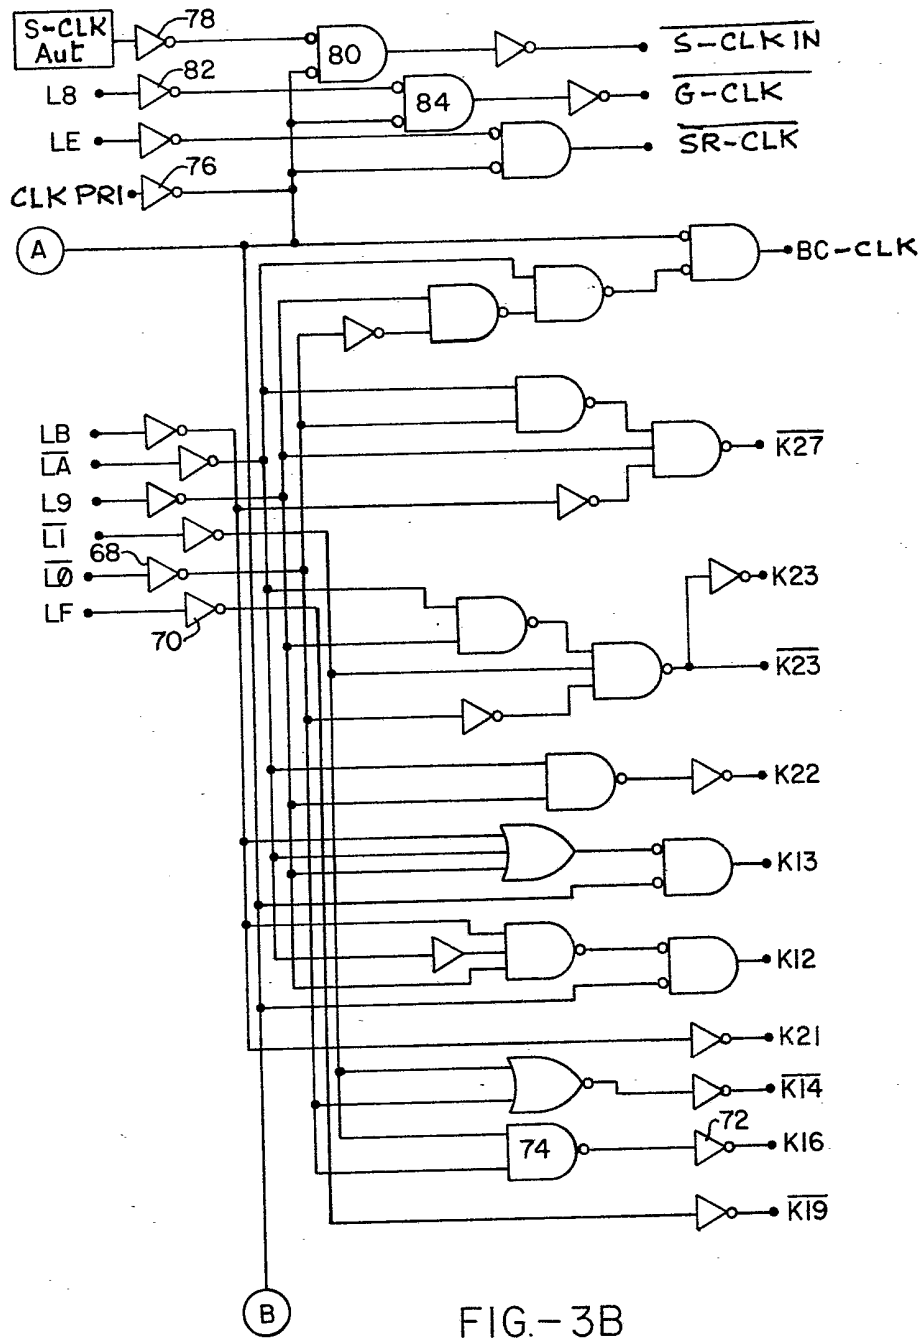 S-CLK
Aut
78
80
S-CLK IN
L8
82
84
G-CLK
LE
SR-CLK
CLK PRI
76
A
BC-CLK
LB
LA
L9
L1
68
LØ
LF
70
K27
K23
K23
K22
K13
K12
K21
K14
72
74
K16
K19
B
FIG.-3B